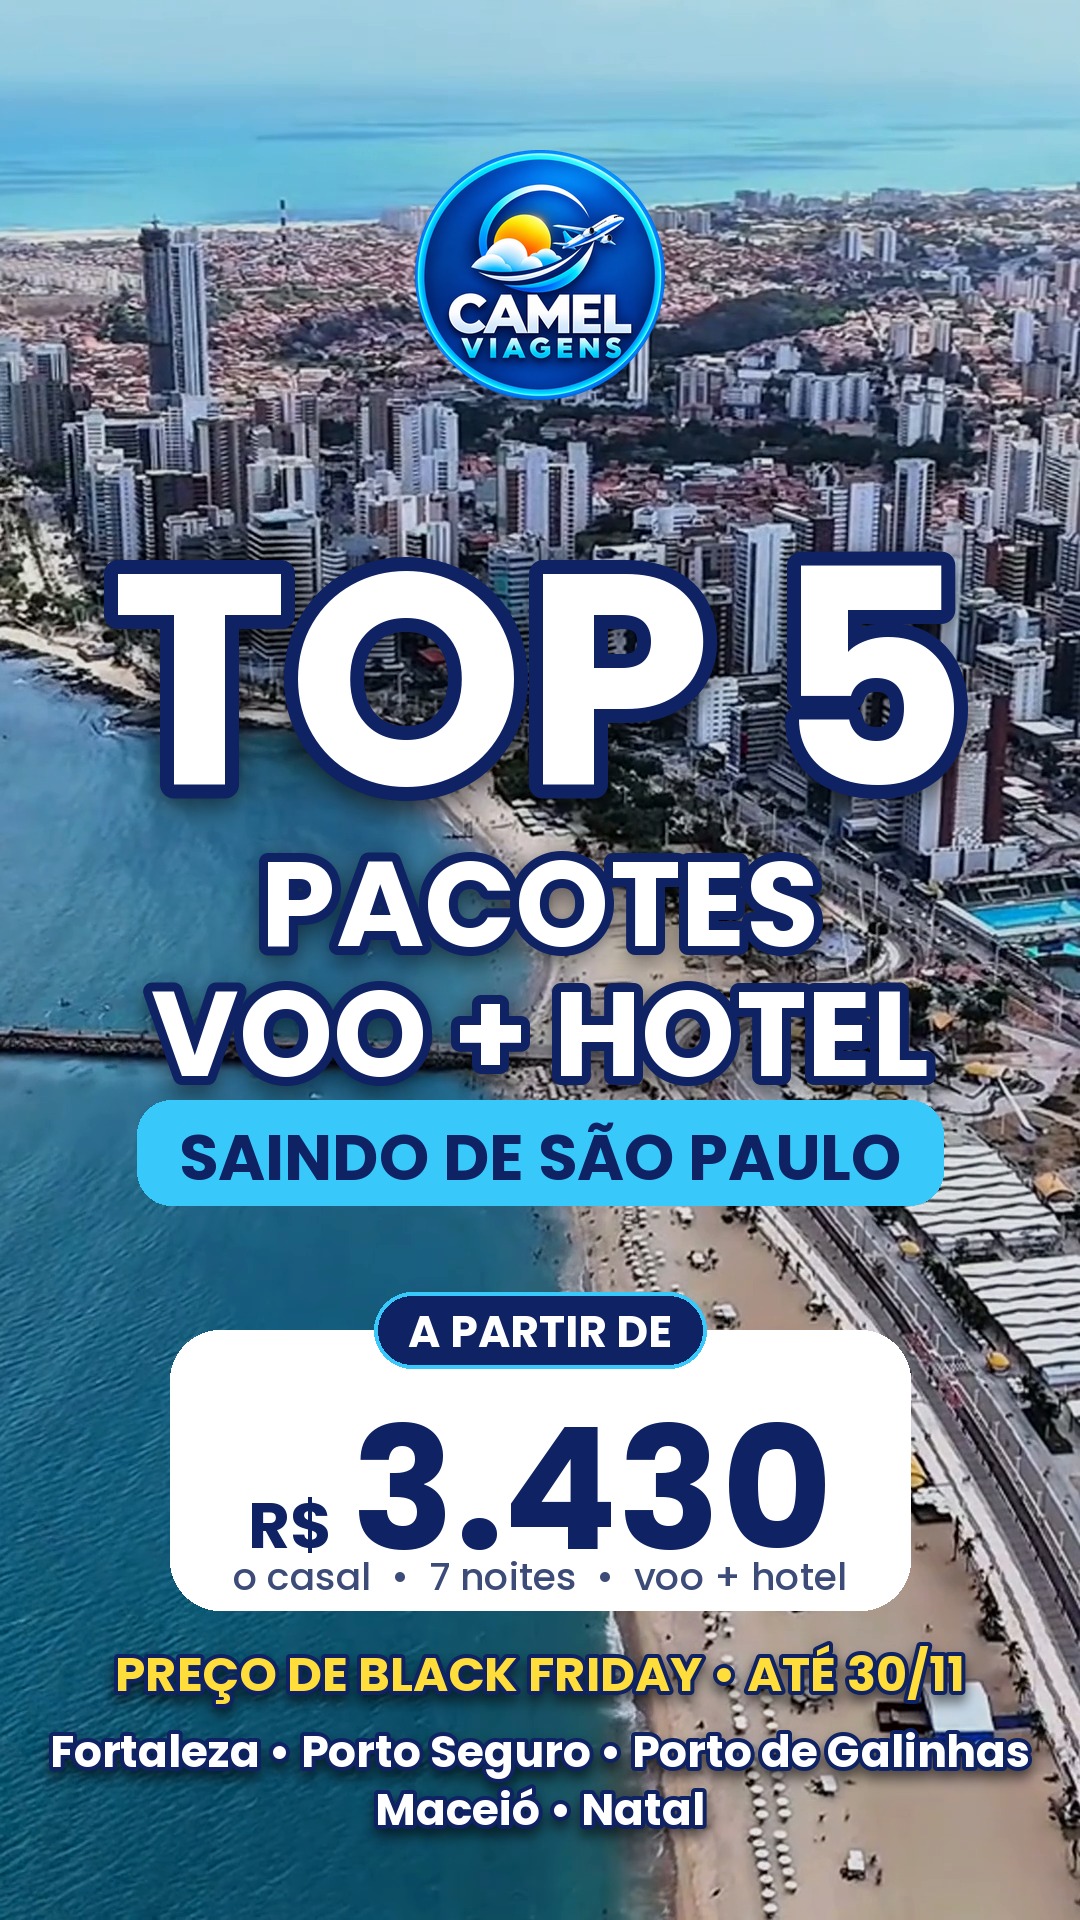 CAMEL
VIAGENS
TOP 5
PACOTES
VOO + HOTEL
SAINDO DE SÃO PAULO
A PARTIR DE
R$ 3.430
o casal • 7 noites • voo + hotel
PREÇO DE BLACK FRIDAY • ATÉ 30/11
Fortaleza • Porto Seguro • Porto de Galinhas
Maceió • Natal